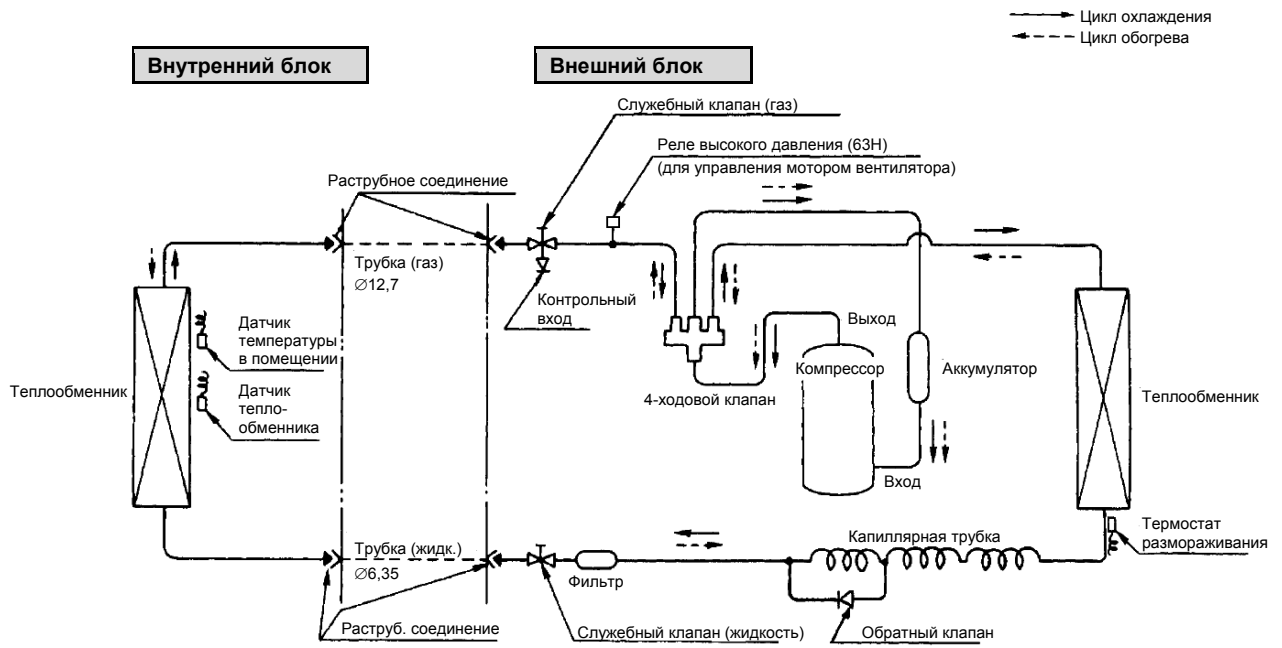 Цикл охлаждения
Цикл обогрева
Внутренний блок
Внешний блок
Служебный клапан (газ)
Реле высокого давления (63H)
(для управления мотором вентилятора)
Раструбное соединение
Трубка (газ)
∅12,7
Контрольный
вход
Датчик
температуры
в помещении
Теплообменник
Датчик
тепло-
обменника
Выход
Компрессор
Аккумулятор
4-ходовой клапан
Теплообменник
Вход
Трубка (жидк.)
∅6,35
Фильтр
Капиллярная трубка
Термостат
размораживания
Раструб. соединение
Служебный клапан (жидкость)
Обратный клапан